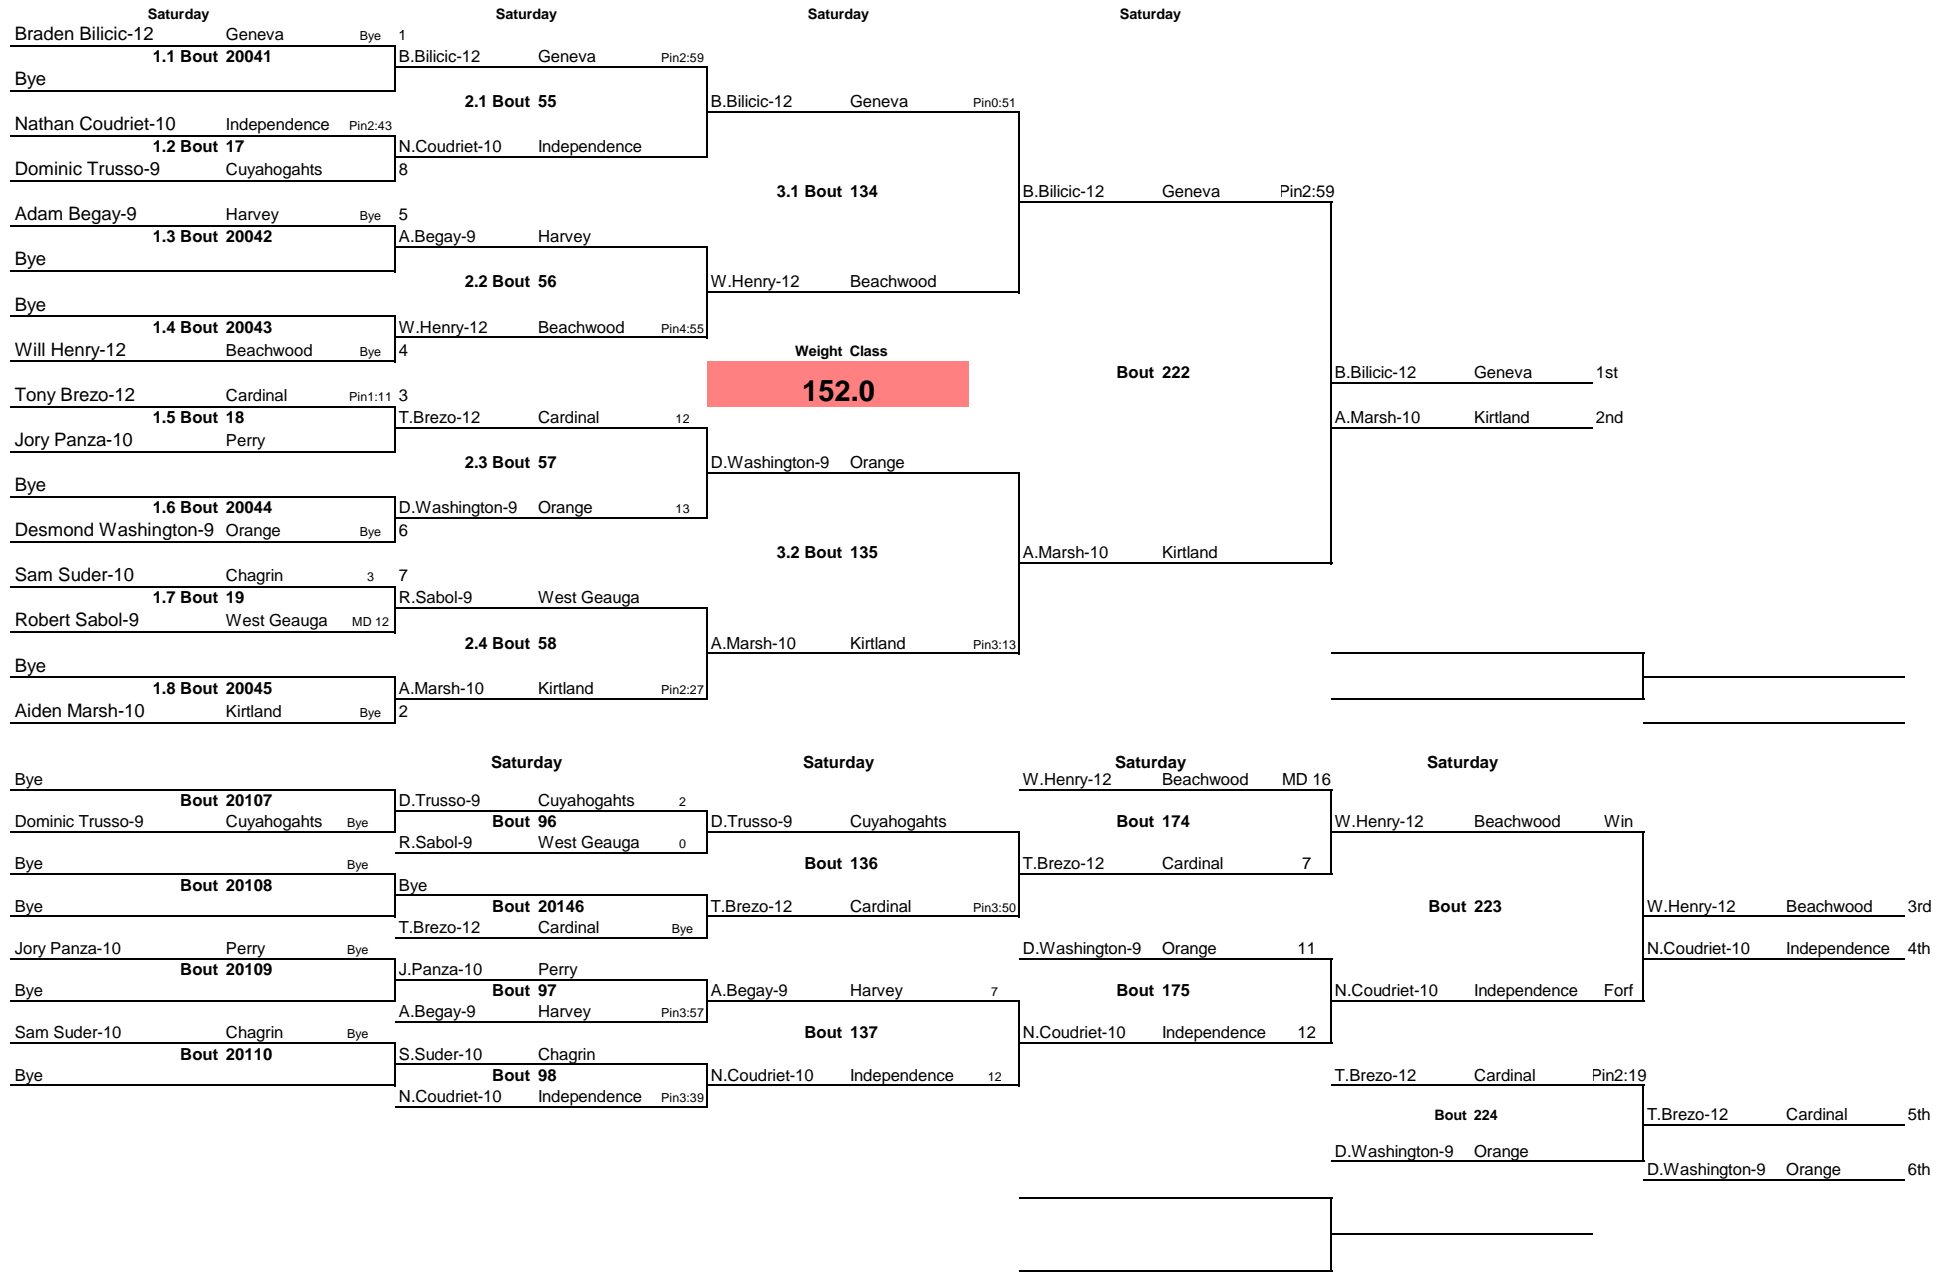 Saturday Saturday Saturday Saturday
Braden Bilicic-12 Geneva Bye 1
1.1 Bout 20041 B.Bilicic-12 Geneva Pin2:59
Bye
2.1 Bout 55 B.Bilicic-12 Geneva Pin0:51
Nathan Coudriet-10 Independence Pin2:43
1.2 Bout 17 N.Coudriet-10 Independence
Dominic Trusso-9 Cuyahogahts 8
3.1 Bout 134 B.Bilicic-12 Geneva Pin2:59
Adam Begay-9 Harvey Bye 5
1.3 Bout 20042 A.Begay-9 Harvey
Bye
2.2 Bout 56 W.Henry-12 Beachwood
Bye
1.4 Bout 20043 W.Henry-12 Beachwood Pin4:55
Will Henry-12 Beachwood Bye 4 Weight Class
Bout 222 B.Bilicic-12 Geneva 1st
Tony Brezo-12 Cardinal Pin1:11 3 152.0
1.5 Bout 18 T.Brezo-12 Cardinal 12 A.Marsh-10 Kirtland 2nd
Jory Panza-10 Perry
2.3 Bout 57 D.Washington-9 Orange
Bye
1.6 Bout 20044 D.Washington-9 Orange 13
Desmond Washington-9 Orange Bye 6
3.2 Bout 135 A.Marsh-10 Kirtland
Sam Suder-10 Chagrin 3 7
1.7 Bout 19 R.Sabol-9 West Geauga
Robert Sabol-9 West Geauga MD 12
2.4 Bout 58 A.Marsh-10 Kirtland Pin3:13
Bye
1.8 Bout 20045 A.Marsh-10 Kirtland Pin2:27
Aiden Marsh-10 Kirtland Bye 2
Saturday Saturday Saturday Saturday
Bye W.Henry-12 Beachwood MD 16
Bout 20107 D.Trusso-9 Cuyahogahts 2
Dominic Trusso-9 Cuyahogahts Bye Bout 96 D.Trusso-9 Cuyahogahts Bout 174 W.Henry-12 Beachwood Win
R.Sabol-9 West Geauga 0
Bye Bye Bout 136 T.Brezo-12 Cardinal 7
Bout 20108 Bye
Bye Bout 20146 T.Brezo-12 Cardinal Pin3:50 Bout 223 W.Henry-12 Beachwood 3rd
T.Brezo-12 Cardinal Bye
Jory Panza-10 Perry Bye D.Washington-9 Orange 11 N.Coudriet-10 Independence 4th
Bout 20109 J.Panza-10 Perry
Bye Bout 97 A.Begay-9 Harvey 7 Bout 175 N.Coudriet-10 Independence Forf
A.Begay-9 Harvey Pin3:57
Sam Suder-10 Chagrin Bye Bout 137 N.Coudriet-10 Independence 12
Bout 20110 S.Suder-10 Chagrin
Bye Bout 98 N.Coudriet-10 Independence 12 T.Brezo-12 Cardinal Pin2:19
N.Coudriet-10 Independence Pin3:39
Bout 224 T.Brezo-12 Cardinal 5th
D.Washington-9 Orange
D.Washington-9 Orange 6th